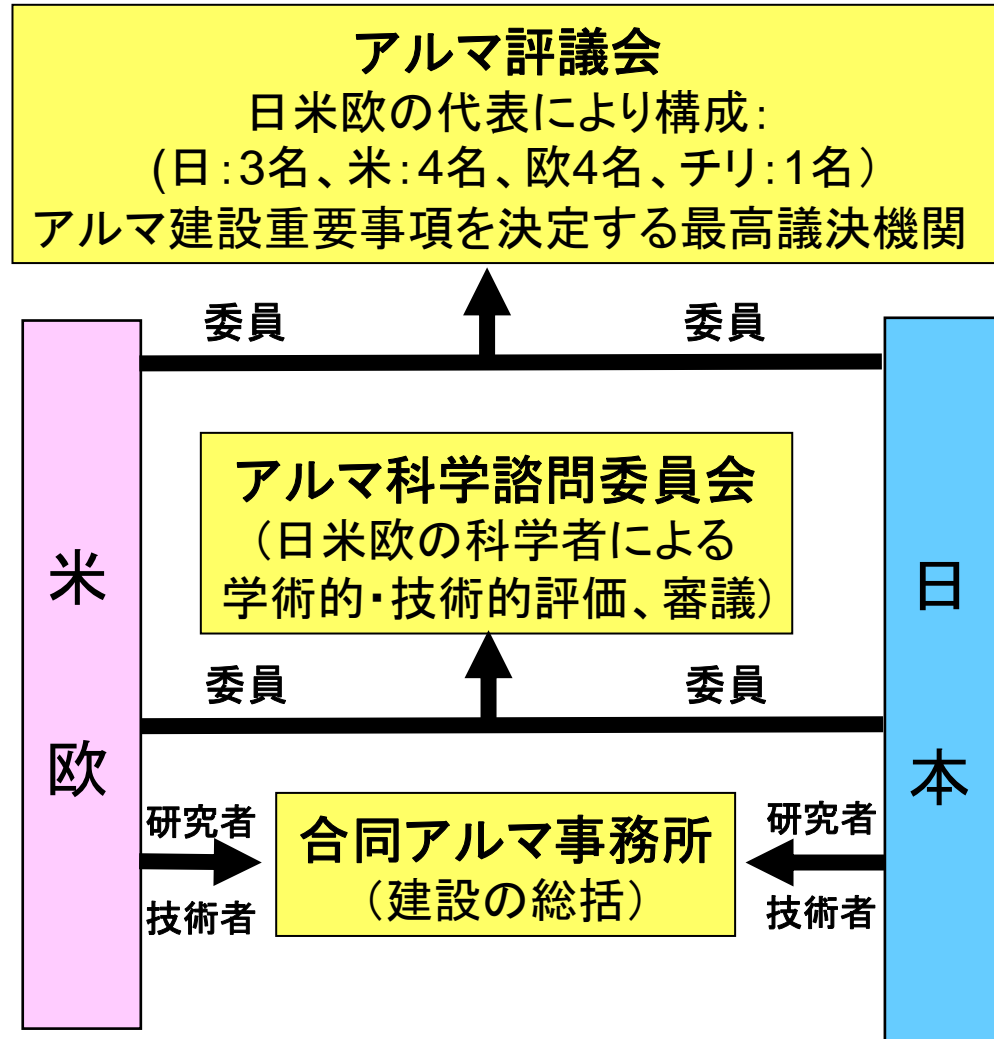 アルマ評議会
日米欧の代表により構成：
(日：3名、米：4名、欧4名、チリ：1名）
アルマ建設重要事項を決定する最高議決機関
委員
委員
アルマ科学諮問委員会
（日米欧の科学者による
学術的・技術的評価、審議）
米
欧
日
本
委員
委員
研究者
技術者
合同アルマ事務所
（建設の総括）
研究者
技術者